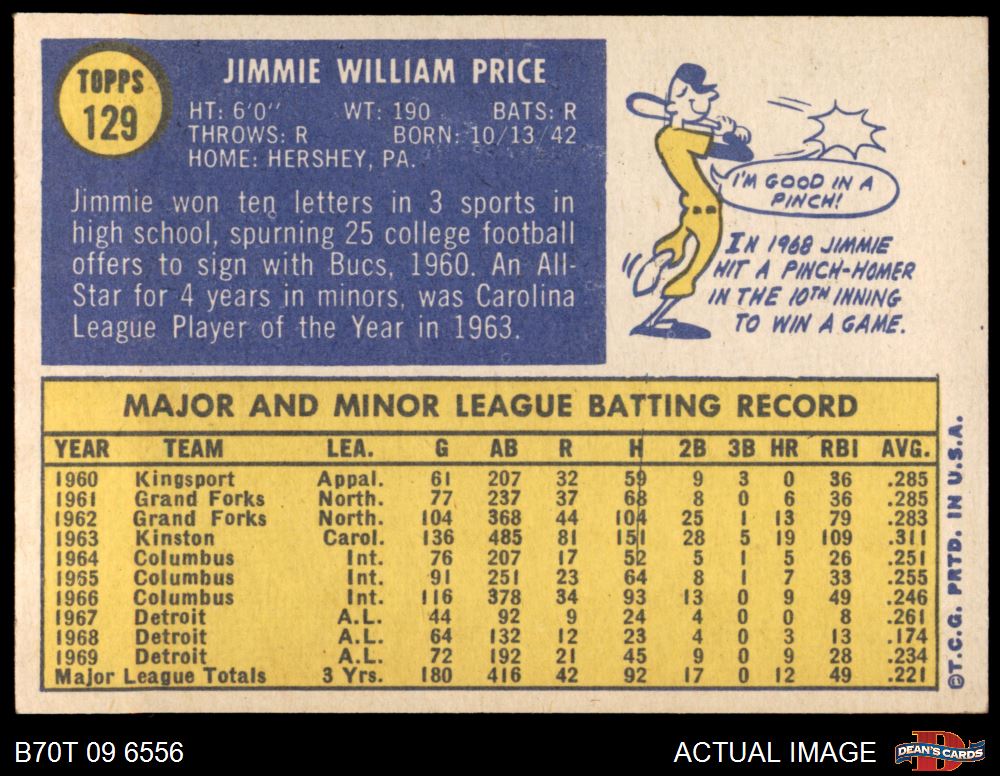 TOPPS
129
JIMMIE WILLIAM PRICE
HT: 6'0" WT: 190 BATS: R
THROWS: R BORN: 10/13/42
HOME: HERSHEY, PA.
Jimmie won ten letters in 3 sports in
high school, spurning 25 college football
offers to sign with Bucs, 1960. An All-
Star for 4 years in minors, was Carolina
League Player of the Year in 1963.
I'M GOOD IN A
PINCH!
IN 1968 JIMMIE
HIT A PINCH-HOMER
IN THE 10TH INNING
TO WIN A GAME.
MAJOR AND MINOR LEAGUE BATTING RECORD
YEAR TEAM LEA. G AB R H 2B 3B HR RBI AVG.
1960 Kingsport Appal. 61 207 32 59 9 3 0 36 .285
1961 Grand Forks North. 77 237 37 68 8 0 6 36 .285
1962 Grand Forks North. 104 368 44 104 25 1 13 79 .283
1963 Kinston Carol. 136 485 81 151 28 5 19 109 .311
1964 Columbus Int. 76 207 17 52 5 1 5 26 .251
1965 Columbus Int. 91 251 23 64 8 1 7 33 .255
1966 Columbus Int. 116 378 34 93 13 0 9 49 .246
1967 Detroit A.L. 44 92 9 24 4 0 0 8 .261
1968 Detroit A.L. 64 132 12 23 4 0 3 13 .174
1969 Detroit A.L. 72 192 21 45 9 0 9 28 .234
Major League Totals 3 Yrs. 180 416 42 92 17 0 12 49 .221
©T.C.G. PRTD. IN U.S.A.
B70T 09 6556
ACTUAL IMAGE
DEAN'S CARDS